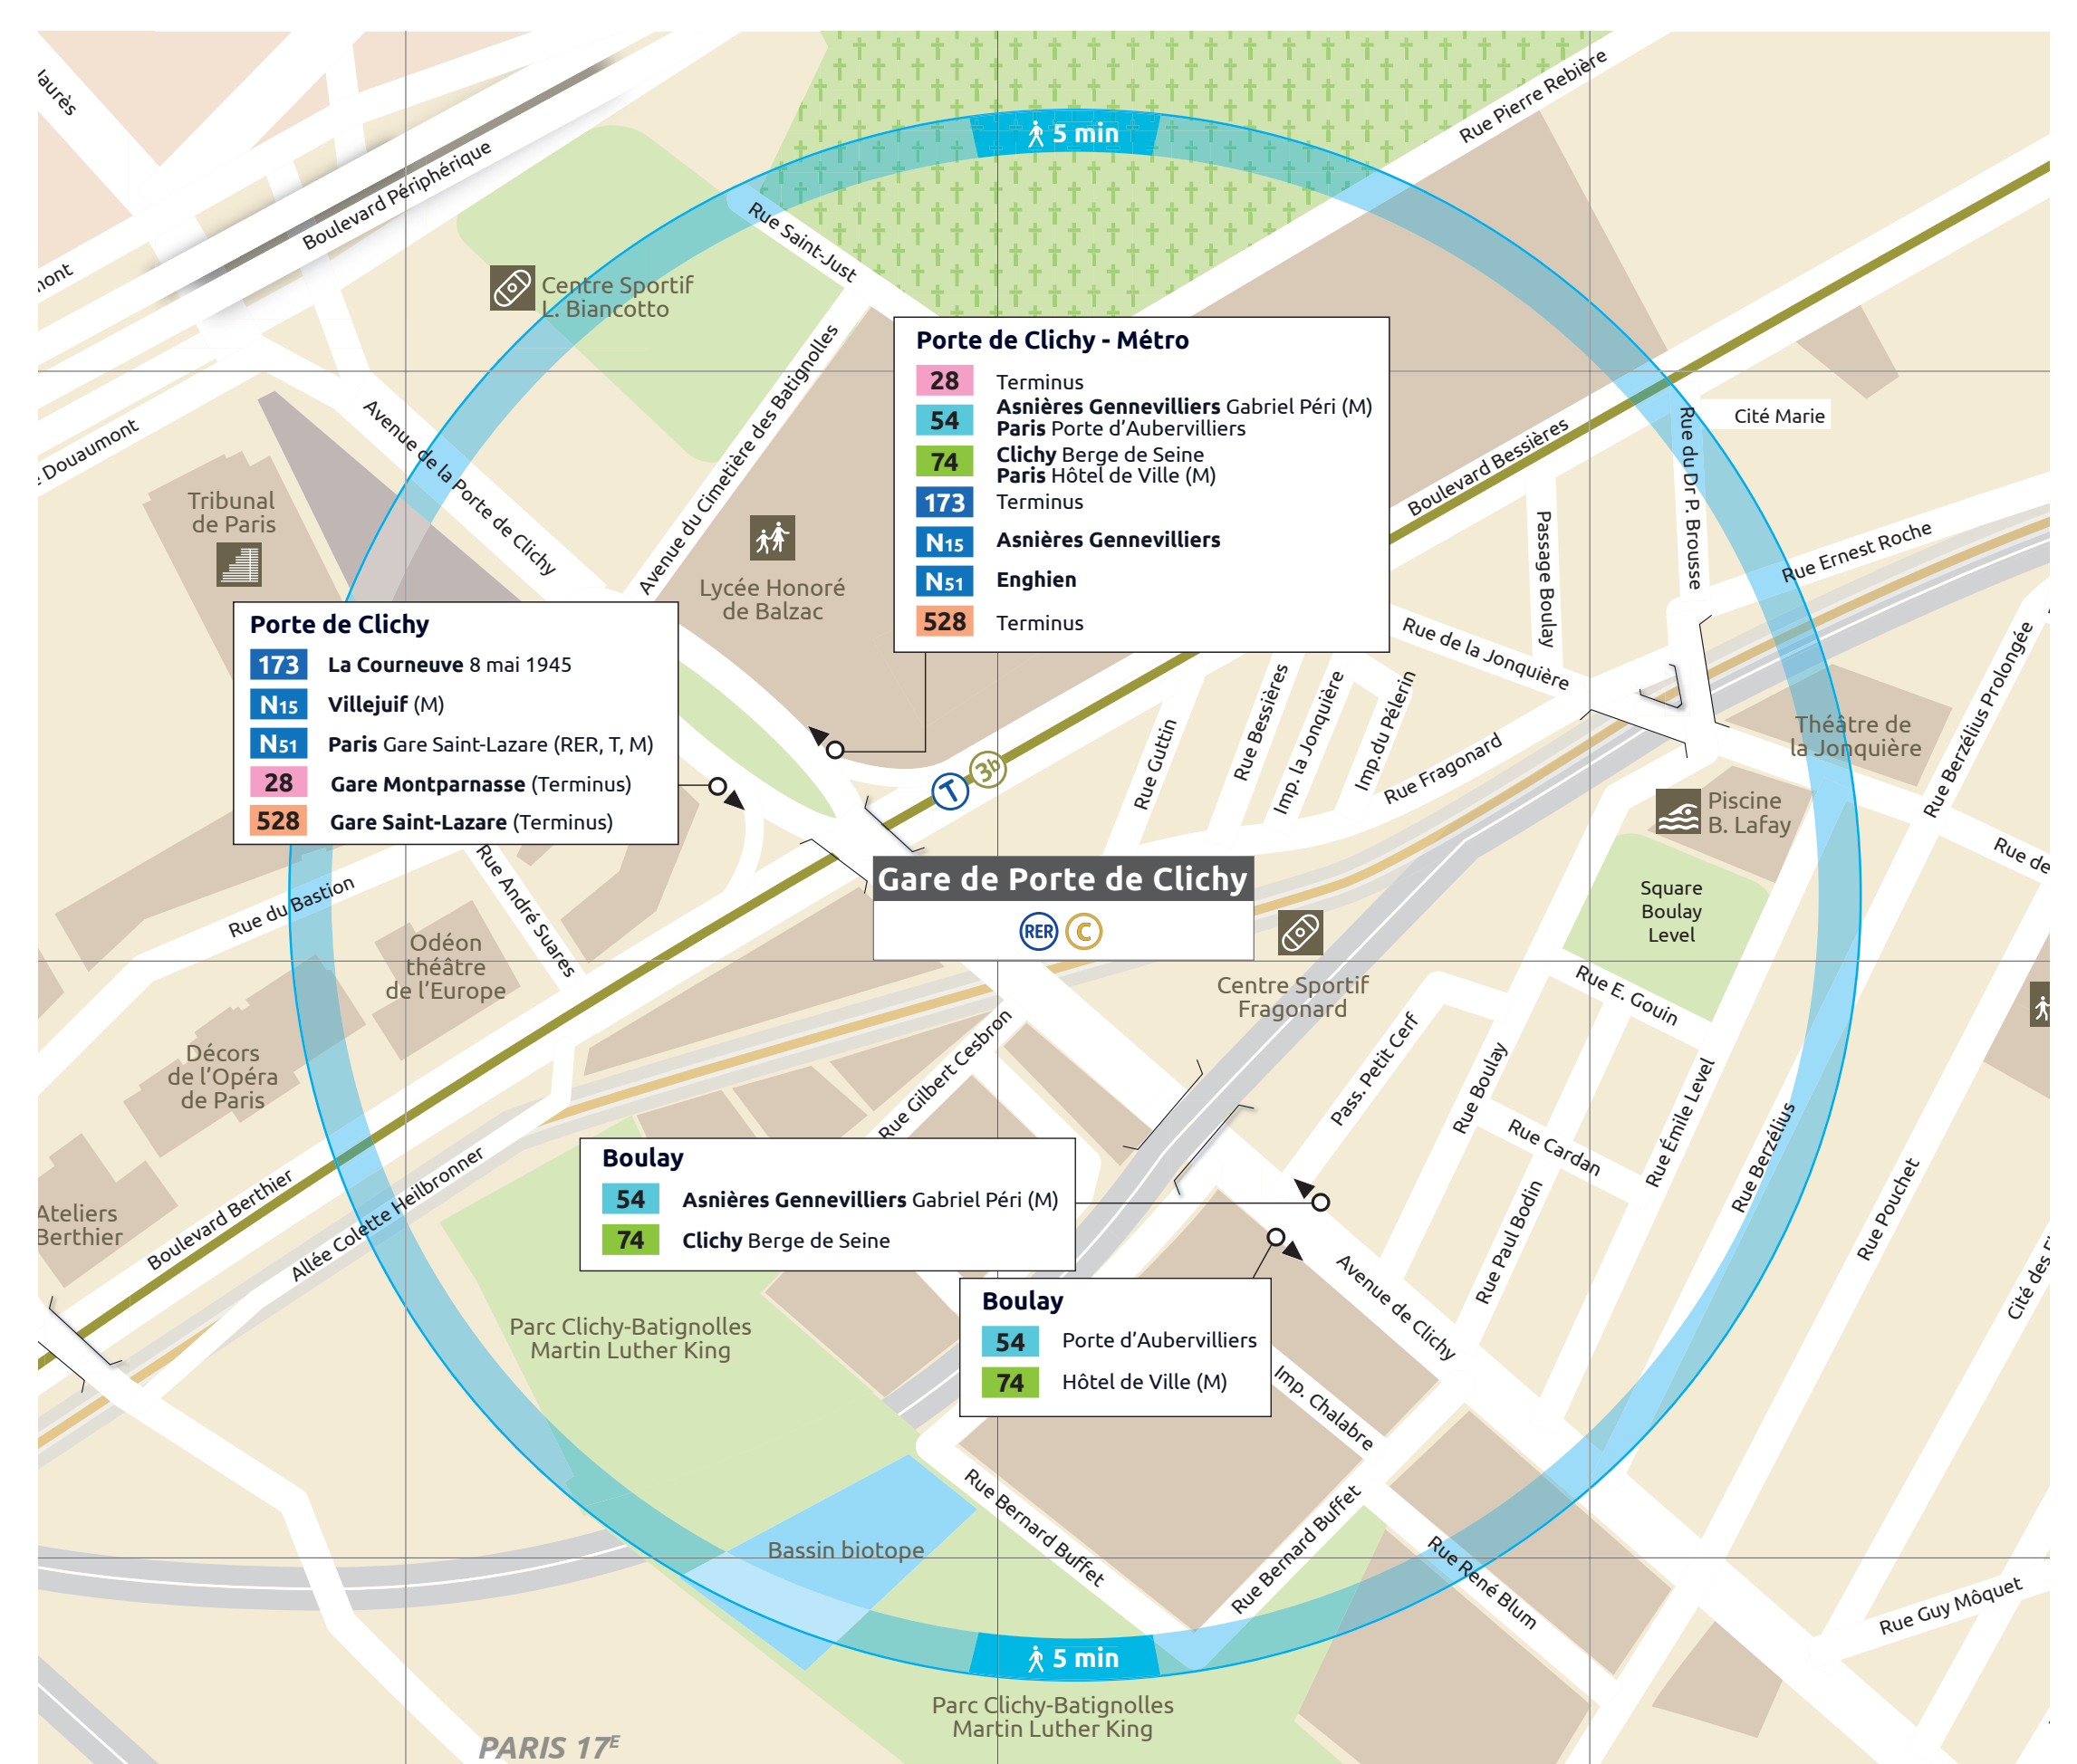 5 min
Rue Pierre Rebière
Boulevard Périphérique
Rue Saint-Just
Centre Sportif
L. Biancotto
Avenue du Cimetière des Batignolles
Avenue de la Porte de Clichy
Douaumont
Tribunal
de Paris
Lycée Honoré
de Balzac
Porte de Clichy - Métro
28 Terminus
54 Asnières Gennevilliers Gabriel Péri (M)
Paris Porte d'Aubervilliers
74 Clichy Berge de Seine
Paris Hôtel de Ville (M)
173 Terminus
N15 Asnières Gennevilliers
N51 Enghien
528 Terminus
Cité Marie
Boulevard Bessières
Rue du Dr P. Brousse
Passage Boulay
Rue Ernest Roche
Rue de la Jonquière
Porte de Clichy
173 La Courneuve 8 mai 1945
N15 Villejuif (M)
N51 Paris Gare Saint-Lazare (RER, T, M)
28 Gare Montparnasse (Terminus)
528 Gare Saint-Lazare (Terminus)
T 3b
Rue Guttin
Rue Bessières
Imp. la Jonquière
Imp.du Pélerin
Rue Fragonard
Théâtre de
la Jonquière
Rue Berzélius Prolongée
Piscine
B. Lafay
Rue de
Gare de Porte de Clichy
RER C
Square
Boulay
Level
Rue du Bastion
Rue André Suares
Odéon
théâtre
de l'Europe
Centre Sportif
Fragonard
Rue E. Gouin
Décors
de l'Opéra
de Paris
Rue Gilbert Cesbron
Pass. Petit Cerf
Rue Boulay
Rue Cardan
Rue Émile Level
Rue Berzélius
Rue Paul Bodin
Rue Pouchet
Cité des
Ateliers
Berthier
Boulevard Berthier
Allée Colette Heilbronner
Boulay
54 Asnières Gennevilliers Gabriel Péri (M)
74 Clichy Berge de Seine
Boulay
54 Porte d'Aubervilliers
74 Hôtel de Ville (M)
Avenue de Clichy
Parc Clichy-Batignolles
Martin Luther King
Imp. Chalabre
Rue Bernard Buffet
Rue Bernard Buffet
Bassin biotope
Rue René Blum
Rue Guy Môquet
5 min
Parc Clichy-Batignolles
Martin Luther King
PARIS 17E